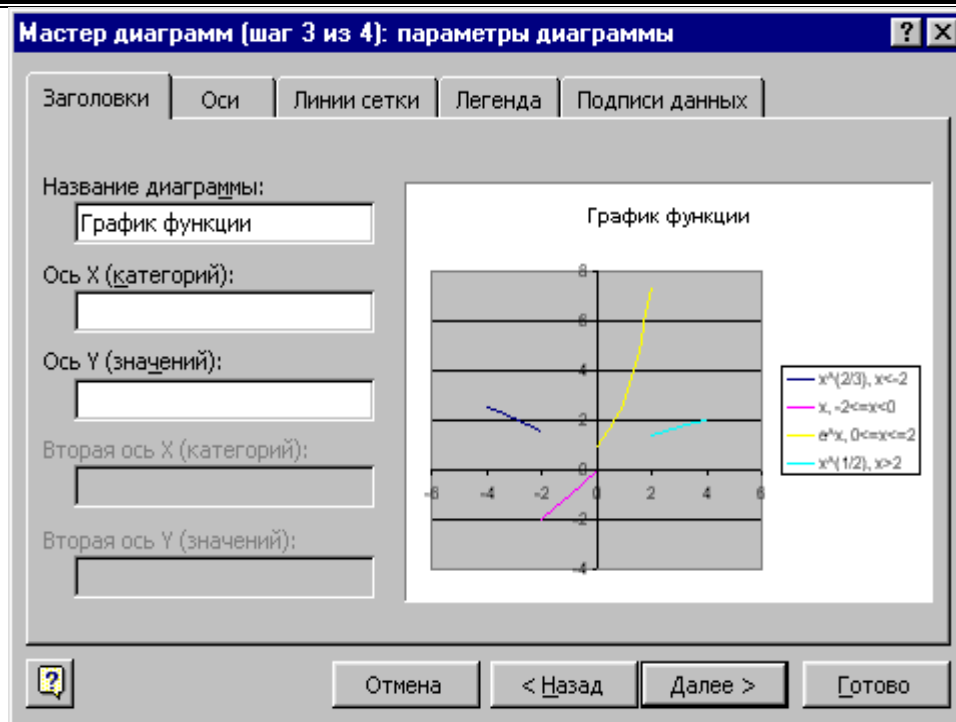 Мастер диаграмм (шаг 3 из 4): параметры диаграммы
Заголовки Оси Линии сетки Легенда Подписи данных
Название диаграммы:
График функции
Ось X (категорий):
Ось Y (значений):
Вторая ось X (категорий):
Вторая ось Y (значений):
График функции
8
6
4
2
0
-2
-4
-6 -4 -2 0 2 4 6
x^(2/3), x<-2
x, -2<=x<0
e^x, 0<=x<=2
x^(1/2), x>2
Отмена < Назад Далее > Готово